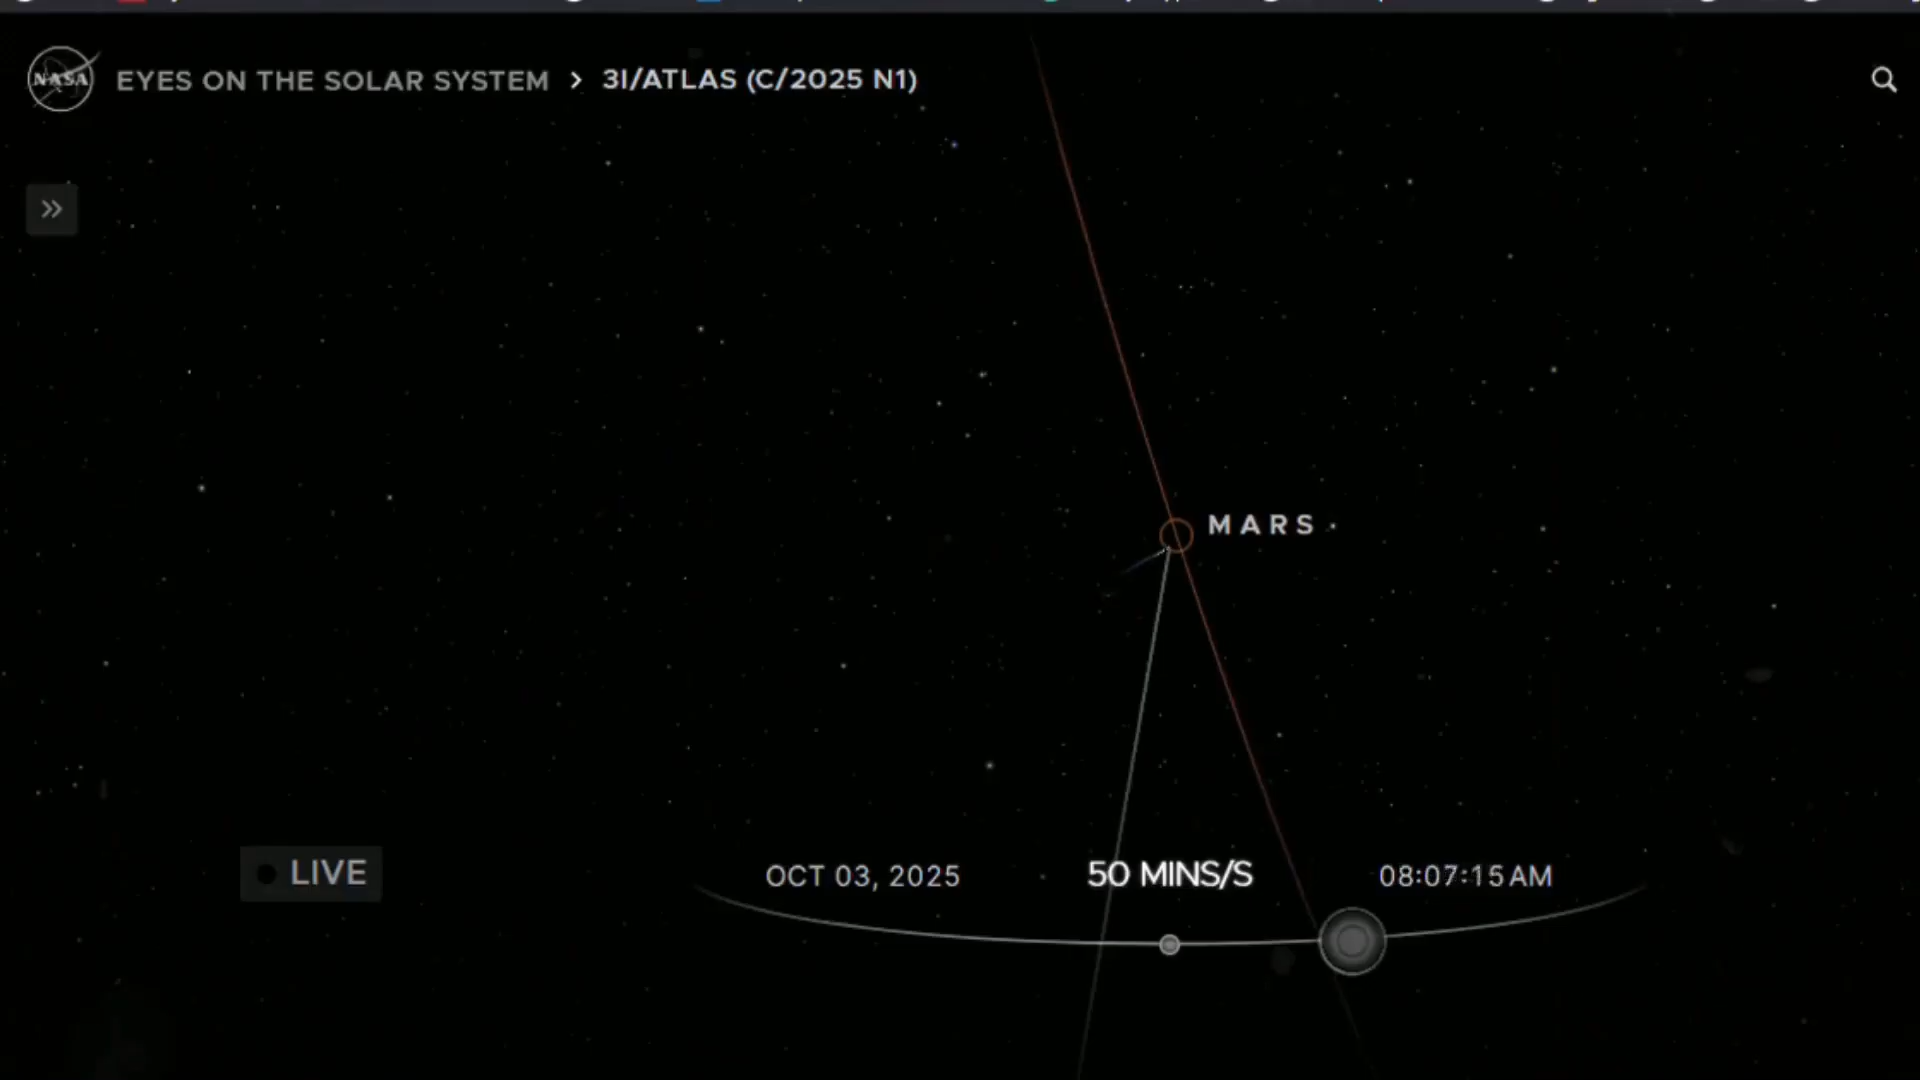 NASA
EYES ON THE SOLAR SYSTEM > 3I/ATLAS (C/2025 N1)
MARS
LIVE
OCT 03, 2025
50 MINS/S
08:07:15 AM